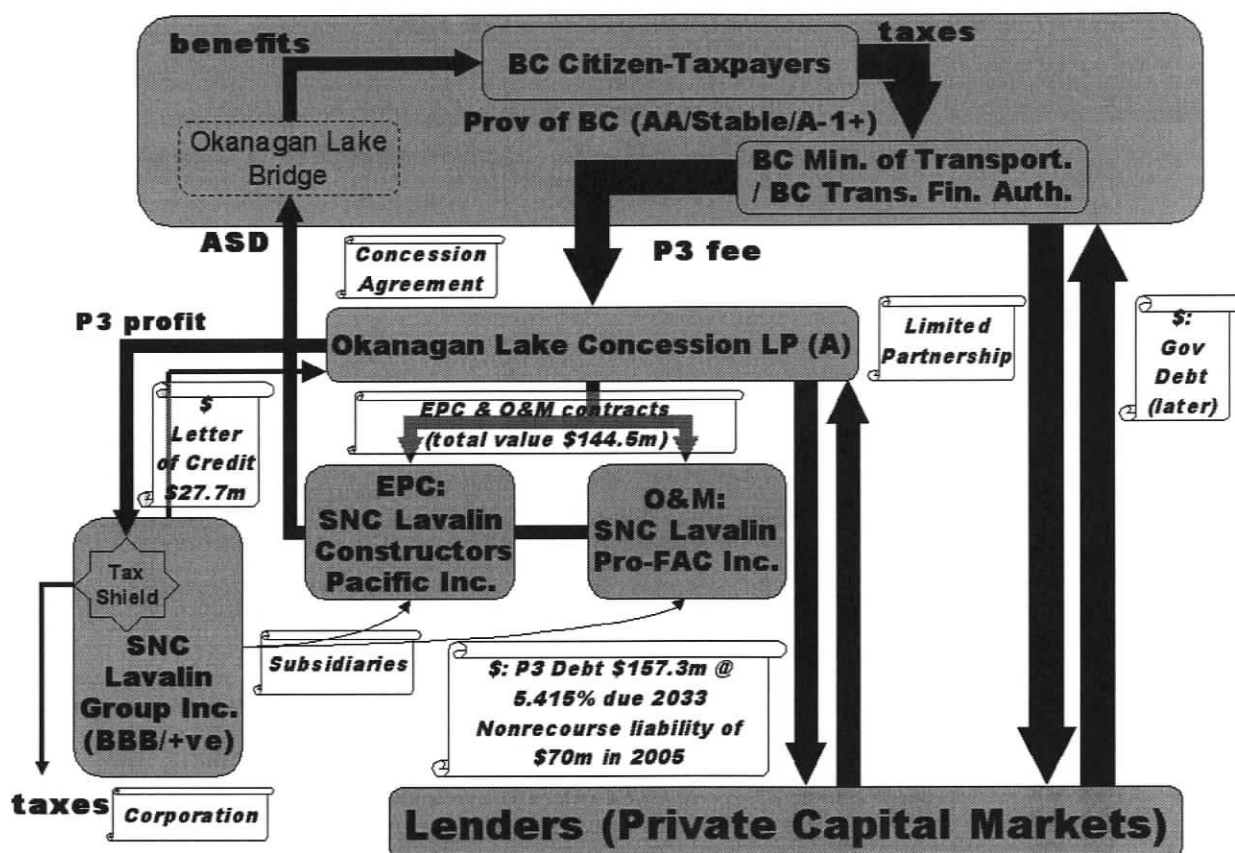 benefits
taxes
BC Citizen-Taxpayers
Prov of BC (AA/Stable/A-1+)
Okanagan Lake
Bridge
BC Min. of Transport.
/ BC Trans. Fin. Auth.
ASD
Concession
Agreement
P3 fee
P3 profit
Okanagan Lake Concession LP (A)
Limited
Partnership
$:
Gov
Debt
(later)
$
Letter
of Credit
$27.7m
EPC & O&M contracts
(total value $144.5m)
EPC:
SNC Lavalin
Constructors
Pacific Inc.
O&M:
SNC Lavalin
Pro-FAC Inc.
Tax
Shield
SNC
Lavalin
Group Inc.
(BBB/+ve)
Subsidiaries
$: P3 Debt $157.3m @
5.415% due 2033
Nonrecourse liability of
$70m in 2005
taxes
Corporation
Lenders (Private Capital Markets)